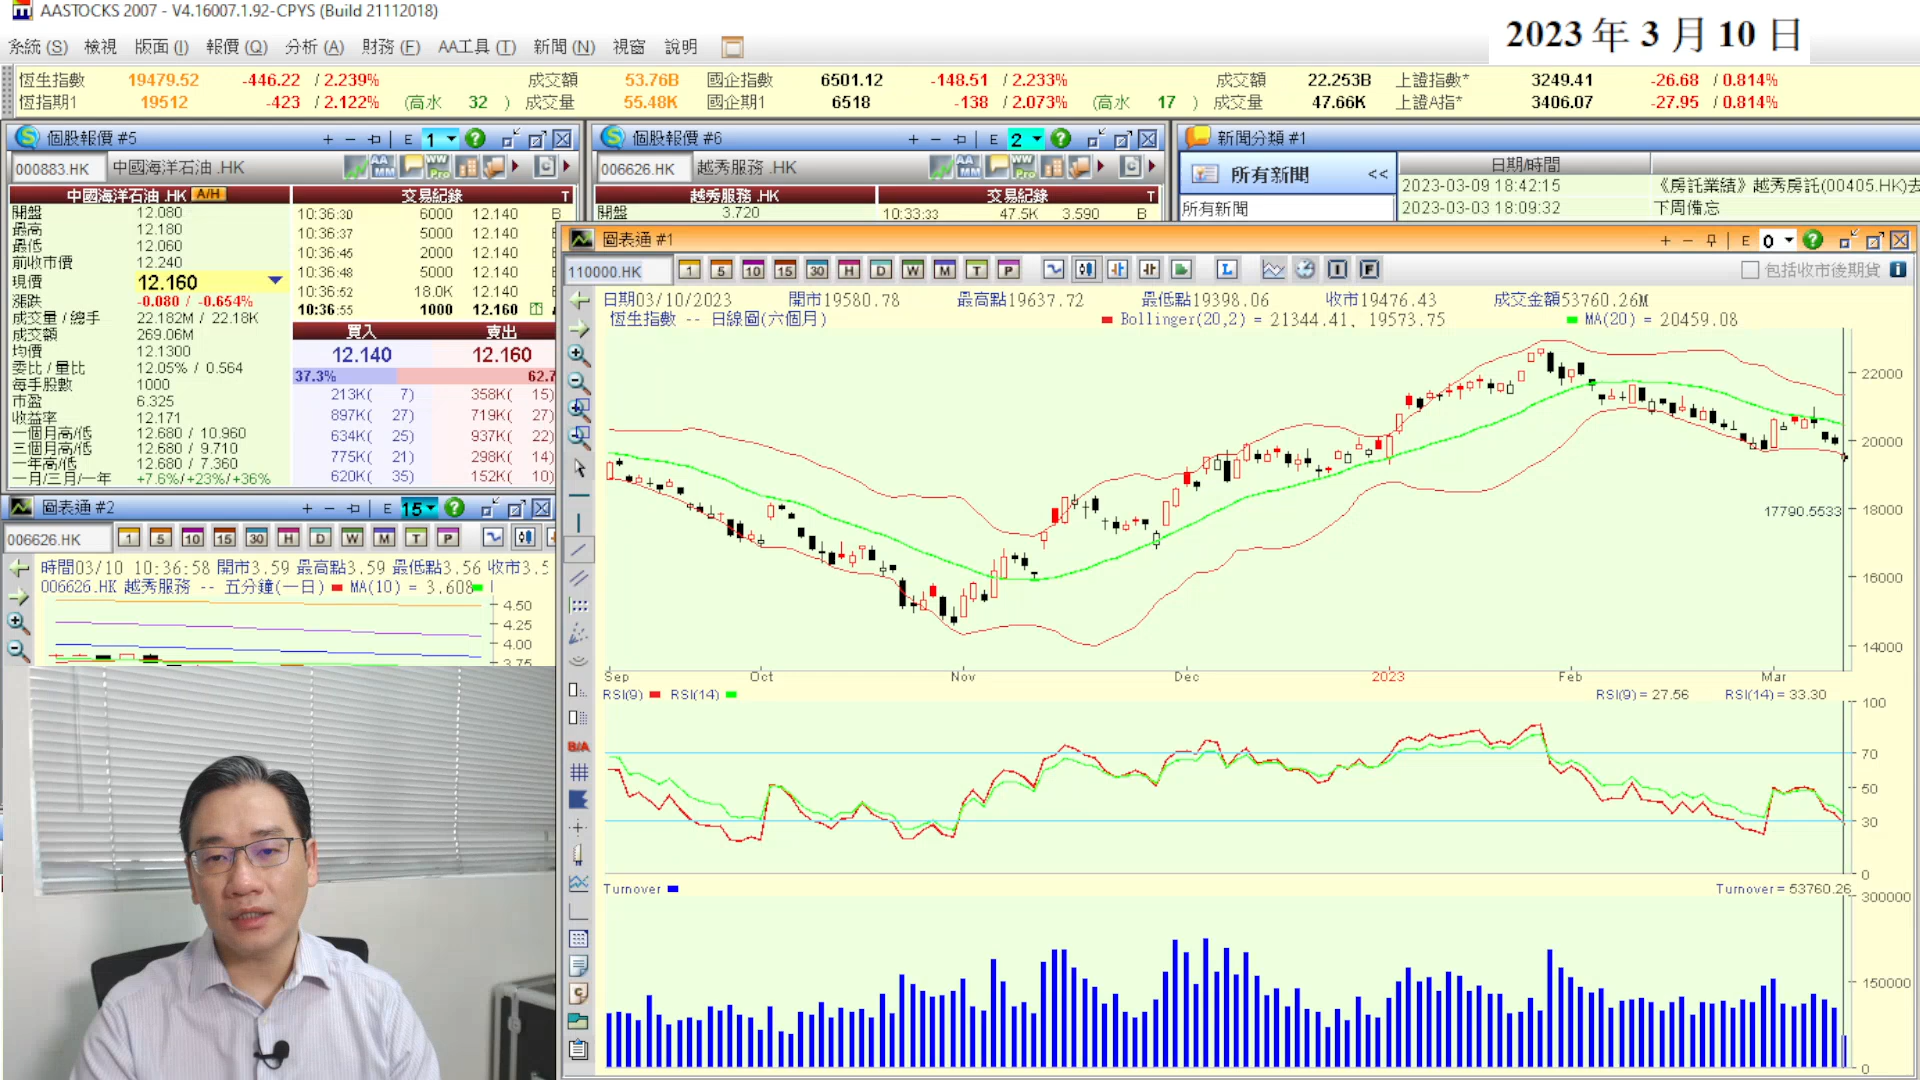 AASTOCKS 2007 - V4.16007.1.92-CPYS (Build 21112018)
2023 年 3 月 10 日
系統 (S) 檢視 版面 (I) 報價 (Q) 分析 (A) 財務 (F) AA工具 (T) 新聞 (N) 視窗 說明
恆生指數 19479.52 -446.22 / 2.239% 成交額 53.76B 國企指數 6501.12 -148.51 / 2.233% 成交額 22.253B 上證指數* 3249.41 -26.68 / 0.814%
恆指期1 19512 -423 / 2.122% (高水 32 ) 成交量 55.48K 國企期1 6518 -138 / 2.073% (高水 17 ) 成交量 47.66K 上證A指* 3406.07 -27.95 / 0.814%
個股報價 #5 E 1
000883.HK 中國海洋石油 .HK
中國海洋石油 .HK A/H 交易紀錄 T
開盤 12.080
最高 12.180
最低 12.060
前收市價 12.240
現價 12.160
漲跌 -0.080 / -0.654%
成交量 / 總手 22.182M / 22.18K
成交額 269.06M
均價 12.1300
委比 / 量比 12.05% / 0.564
每手股數 1000
市盈 6.325
收益率 12.171
一個月高/低 12.680 / 10.960
三個月高/低 12.680 / 9.710
一年高/低 12.680 / 7.360
一月/三月/一年 +7.6%/+23%/+36%
10:36:30 6000 12.140 B
10:36:37 5000 12.140
10:36:45 2000 12.140
10:36:48 5000 12.140
10:36:52 18.0K 12.140
10:36:55 1000 12.160
買入 賣出
12.140 12.160
37.3% 62.7
213K( 7) 358K( 15)
897K( 27) 719K( 27)
634K( 25) 937K( 22)
775K( 21) 298K( 14)
620K( 35) 152K( 10)
個股報價 #6 E 2
006626.HK 越秀服務 .HK
越秀服務 .HK 交易紀錄 T
開盤 3.720 10:33:33 47.5K 3.590 B
新聞分類 #1
所有新聞 <<
所有新聞
日期/時間
2023-03-09 18:42:15 《房託業績》越秀房託(00405.HK)去
2023-03-03 18:09:32 下周備忘
圖表通 #1 E 0
110000.HK 1 5 10 15 30 H D W M T P L I F 包括收市後期貨
日期03/10/2023 開市19580.78 最高點19637.72 最低點19398.06 收市19476.43 成交金額53760.26M
恆生指數 -- 日線圖(六個月) Bollinger(20,2) = 21344.41, 19573.75 MA(20) = 20459.08
22000
20000
18000
17790.5533
16000
14000
Sep Oct Nov Dec 2023 Feb Mar
RSI(9) RSI(14) RSI(9) = 27.56 RSI(14) = 33.30
100
70
50
30
0
Turnover Turnover = 53760.26
300000
150000
0
B/A
圖表通 #2 E 15
006626.HK 1 5 10 15 30 H D W M T P
時間03/10 10:36:58 開市3.59 最高點3.59 最低點3.56 收市3.5
006626.HK 越秀服務 -- 五分鐘(一日) MA(10) = 3.608
4.50
4.25
4.00
3.75